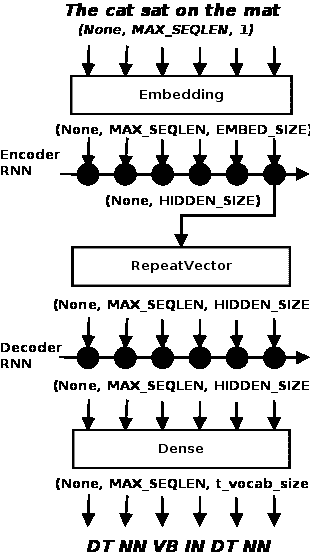 The cat sat on the mat
(None, MAX_SEQLEN, 1)
Embedding
(None, MAX_SEQLEN, EMBED_SIZE)
Encoder
RNN
(None, HIDDEN_SIZE)
RepeatVector
(None, MAX_SEQLEN, HIDDEN_SIZE
Decoder
RNN
(None, MAX_SEQLEN, HIDDEN_SIZE
Dense
(None, MAX_SEQLEN, t_vocab_size
DT NN VB IN DT NN